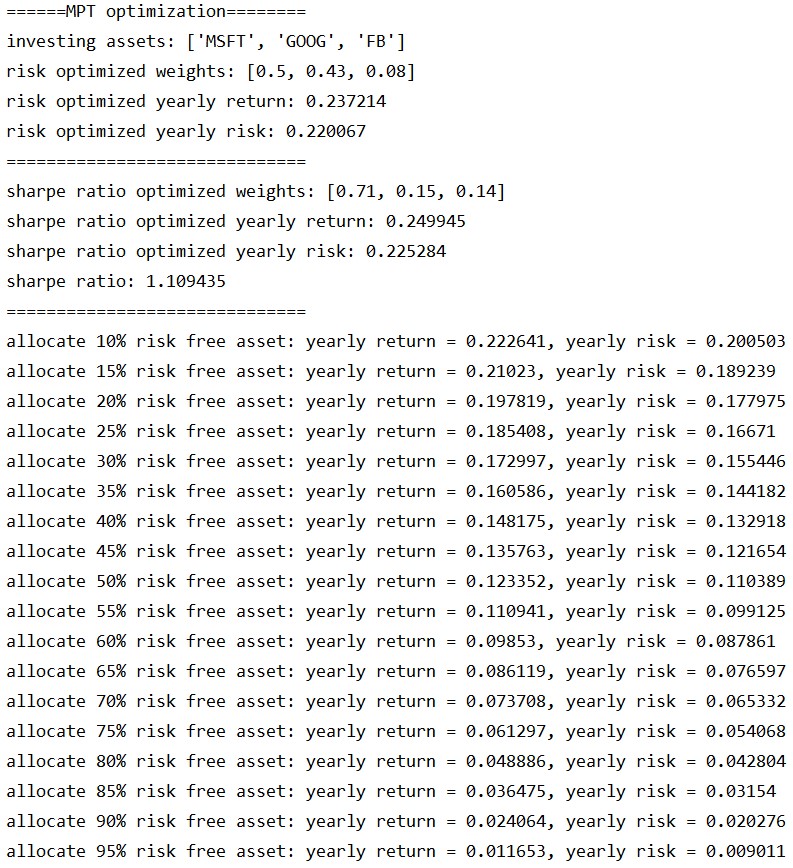 ======MPT optimization========
investing assets: ['MSFT', 'GOOG', 'FB']
risk optimized weights: [0.5, 0.43, 0.08]
risk optimized yearly return: 0.237214
risk optimized yearly risk: 0.220067
==============================
sharpe ratio optimized weights: [0.71, 0.15, 0.14]
sharpe ratio optimized yearly return: 0.249945
sharpe ratio optimized yearly risk: 0.225284
sharpe ratio: 1.109435
==============================
allocate 10% risk free asset: yearly return = 0.222641, yearly risk = 0.200503
allocate 15% risk free asset: yearly return = 0.21023, yearly risk = 0.189239
allocate 20% risk free asset: yearly return = 0.197819, yearly risk = 0.177975
allocate 25% risk free asset: yearly return = 0.185408, yearly risk = 0.16671
allocate 30% risk free asset: yearly return = 0.172997, yearly risk = 0.155446
allocate 35% risk free asset: yearly return = 0.160586, yearly risk = 0.144182
allocate 40% risk free asset: yearly return = 0.148175, yearly risk = 0.132918
allocate 45% risk free asset: yearly return = 0.135763, yearly risk = 0.121654
allocate 50% risk free asset: yearly return = 0.123352, yearly risk = 0.110389
allocate 55% risk free asset: yearly return = 0.110941, yearly risk = 0.099125
allocate 60% risk free asset: yearly return = 0.09853, yearly risk = 0.087861
allocate 65% risk free asset: yearly return = 0.086119, yearly risk = 0.076597
allocate 70% risk free asset: yearly return = 0.073708, yearly risk = 0.065332
allocate 75% risk free asset: yearly return = 0.061297, yearly risk = 0.054068
allocate 80% risk free asset: yearly return = 0.048886, yearly risk = 0.042804
allocate 85% risk free asset: yearly return = 0.036475, yearly risk = 0.03154
allocate 90% risk free asset: yearly return = 0.024064, yearly risk = 0.020276
allocate 95% risk free asset: yearly return = 0.011653, yearly risk = 0.009011